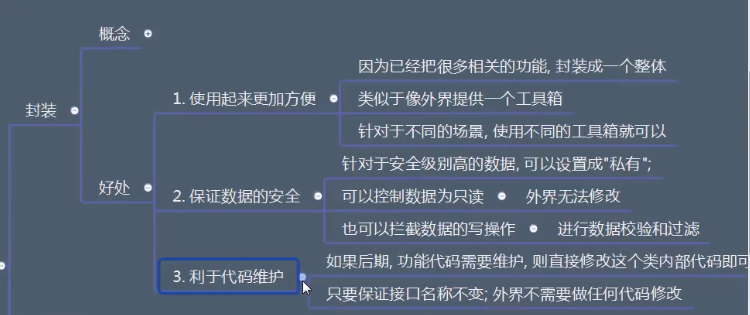 封装
概念
好处
1. 使用起来更加方便
因为已经把很多相关的功能, 封装成一个整体
类似于像外界提供一个工具箱
针对于不同的场景, 使用不同的工具箱就可以
2. 保证数据的安全
针对于安全级别高的数据, 可以设置成"私有";
可以控制数据为只读
外界无法修改
也可以拦截数据的写操作
进行数据校验和过滤
3. 利于代码维护
如果后期, 功能代码需要维护, 则直接修改这个类内部代码即可
只要保证接口名称不变; 外界不需要做任何代码修改